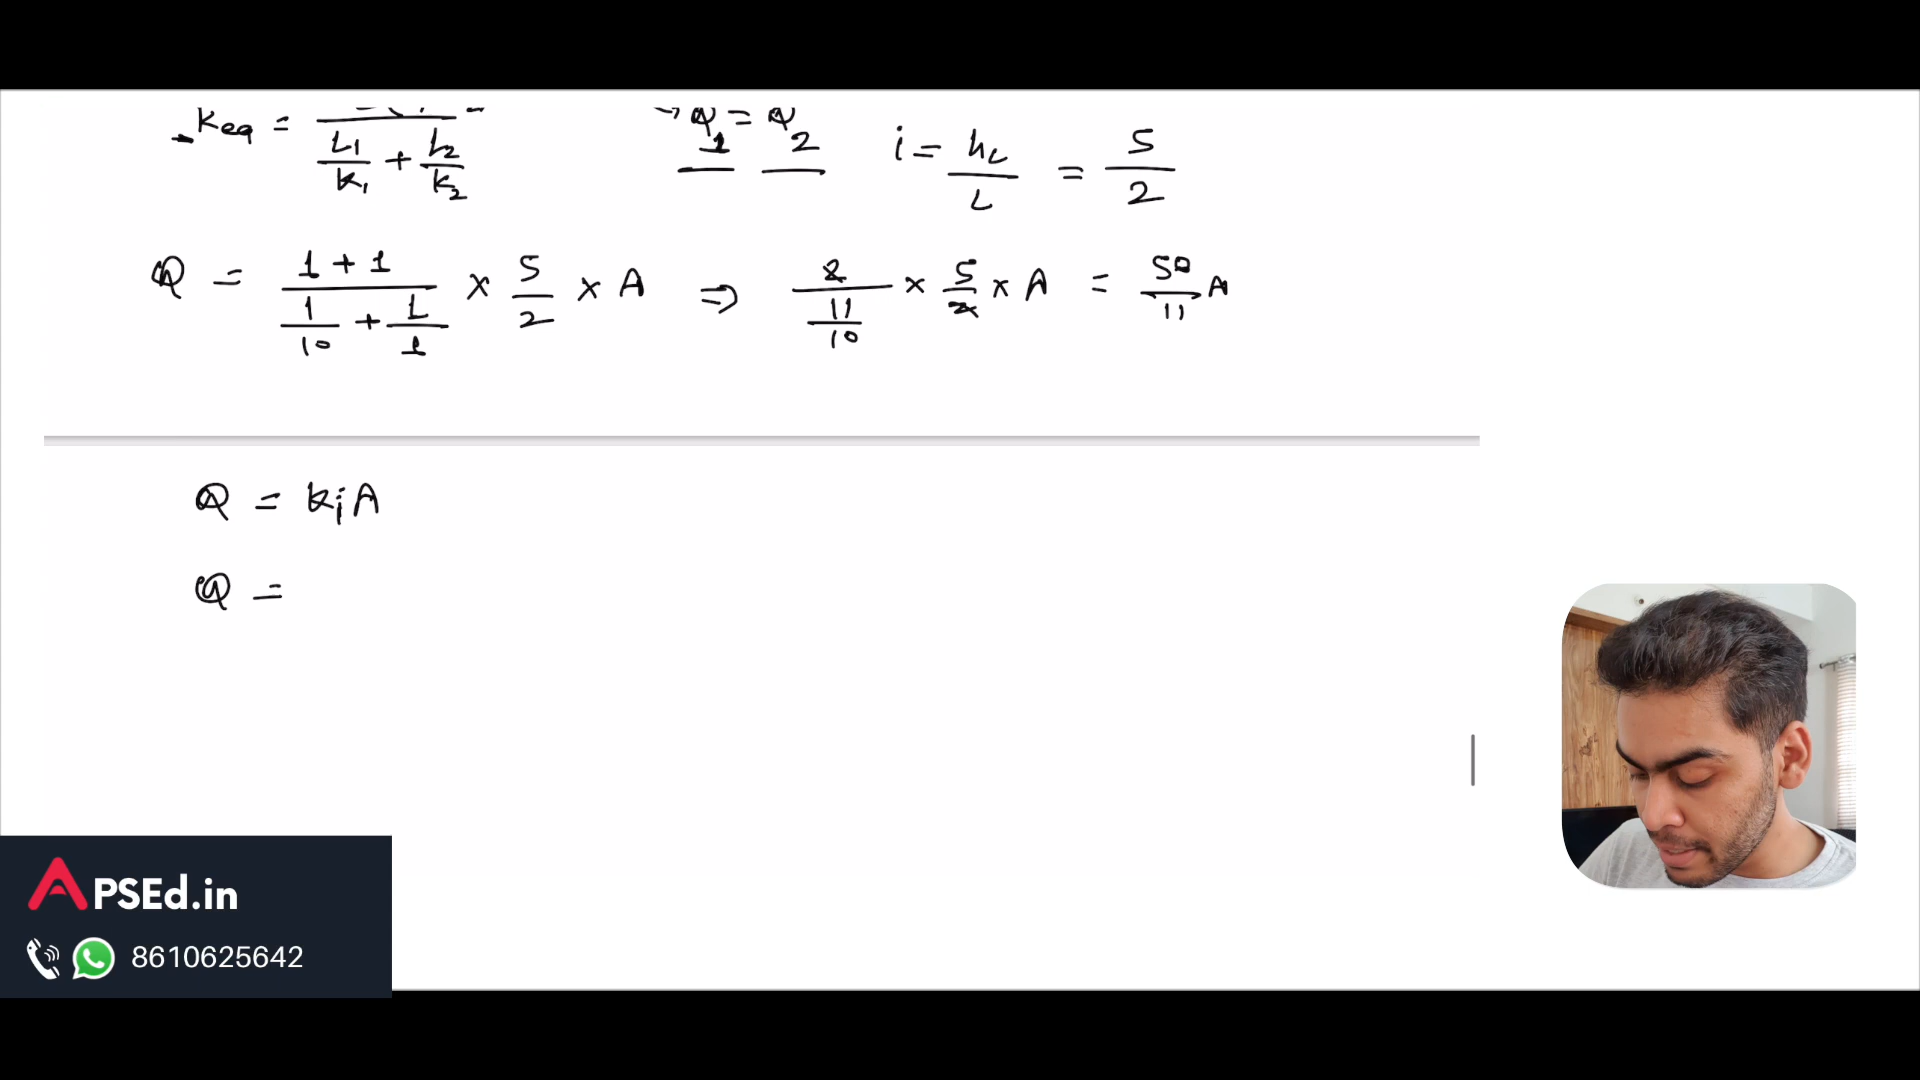 Keq = / (L1/K1 + L2/K2)
Q1 = Q2
i = hL/L = 5/2
Q = (1+1)/(1/10 + 1/1) × 5/2 × A ⇒ 2/(11/10) × 5/2 × A = 50/11 A
Q = KiA
Q =
APSEd.in
8610625642